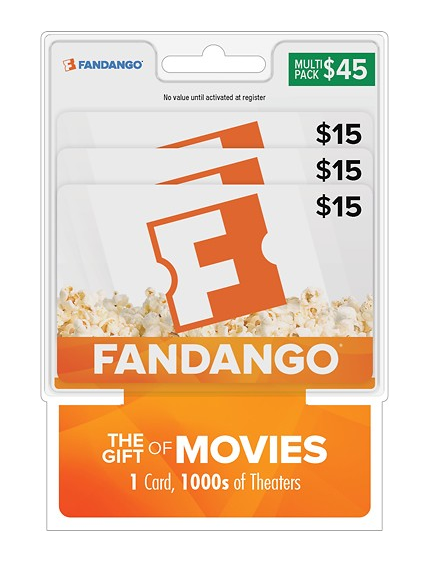 FANDANGO
MULTI PACK $45
No value until activated at register
$15
$15
$15
F
FANDANGO
THE GIFT OF MOVIES
1 Card, 1000s of Theaters